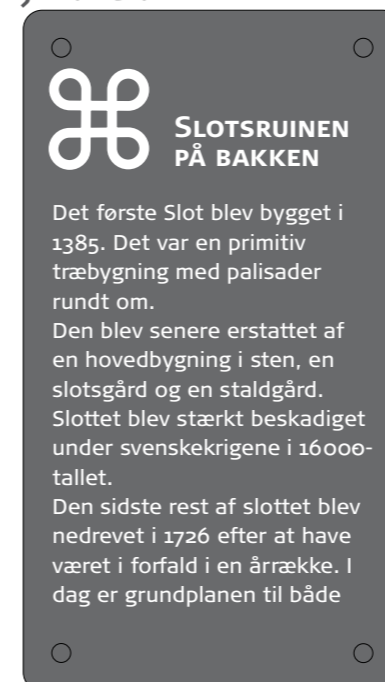 SLOTSRUINEN
PÅ BAKKEN
Det første Slot blev bygget i
1385. Det var en primitiv
træbygning med palisader
rundt om.
Den blev senere erstattet af
en hovedbygning i sten, en
slotsgård og en staldgård.
Slottet blev stærkt beskadiget
under svenskekrigene i 16000-
tallet.
Den sidste rest af slottet blev
nedrevet i 1726 efter at have
været i forfald i en årrække. I
dag er grundplanen til både